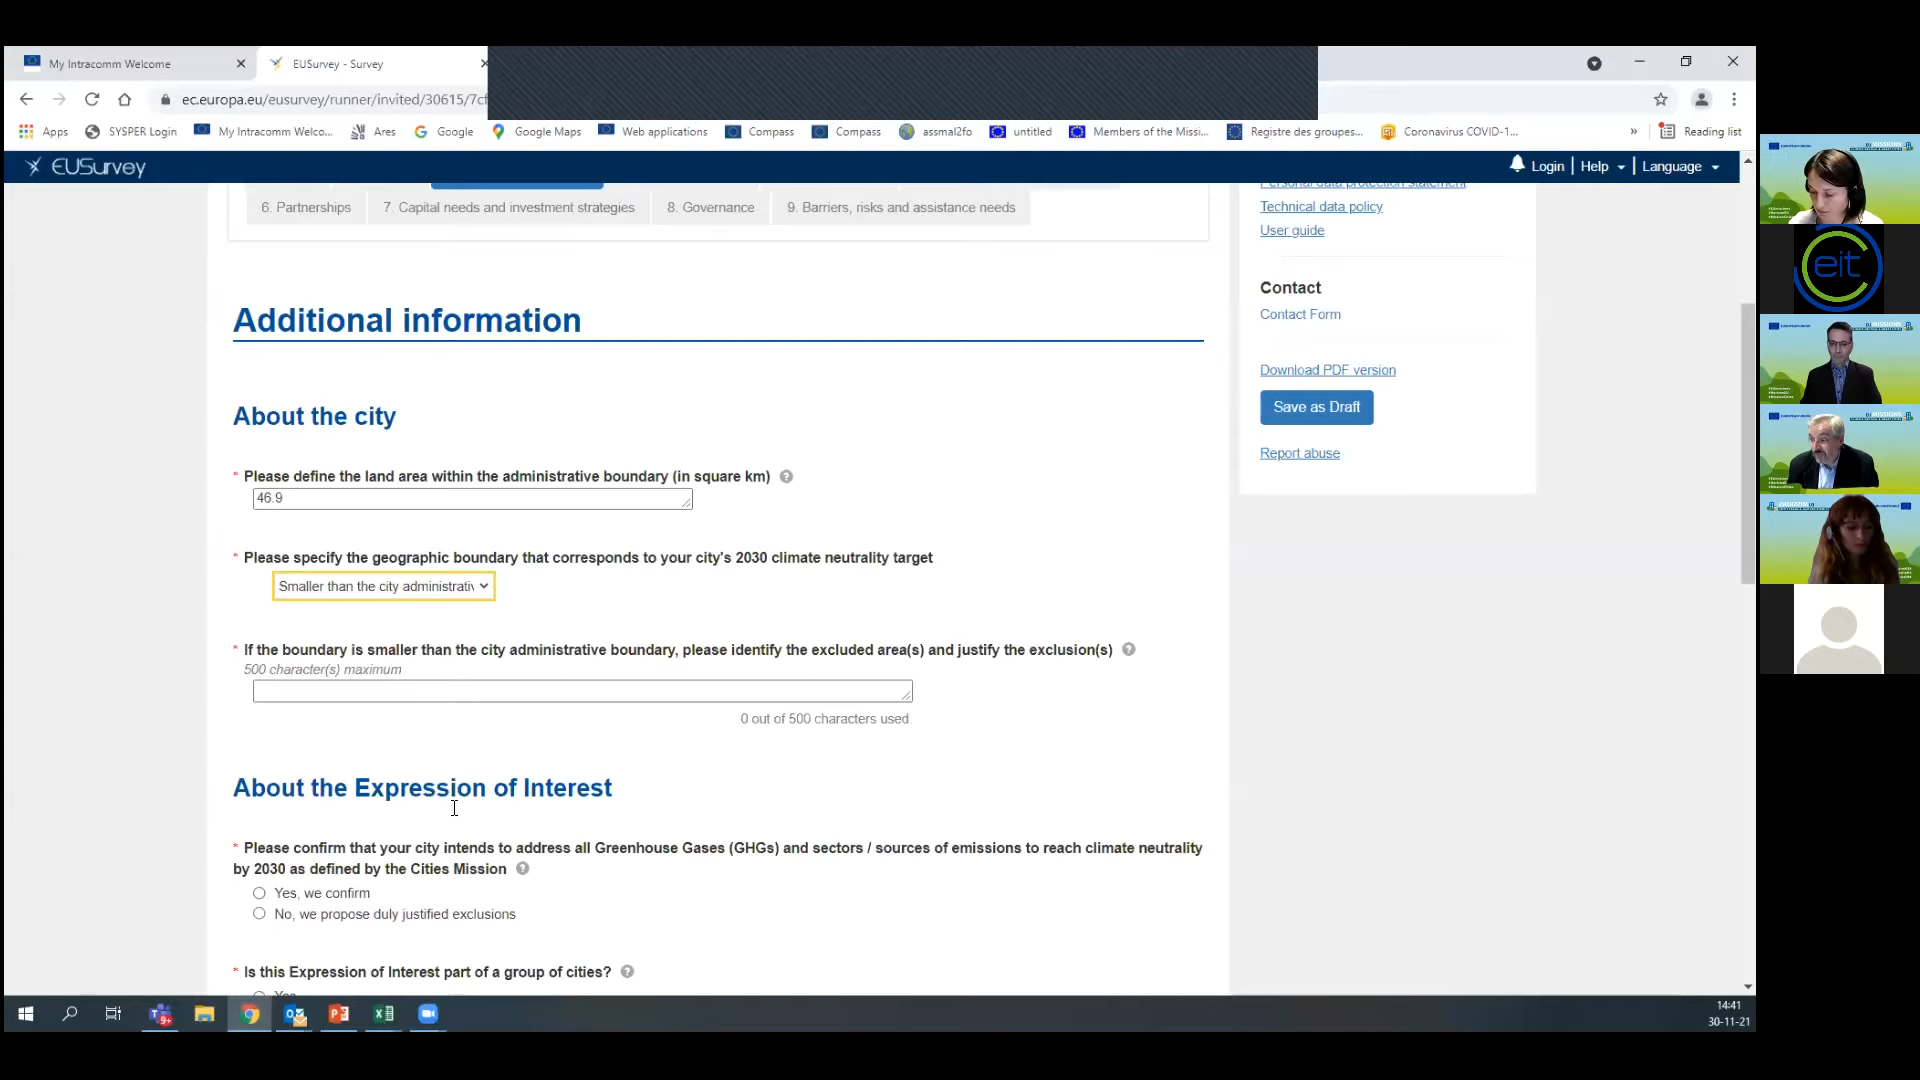 My Intracomm Welcome
EUSurvey - Survey
ec.europa.eu/eusurvey/runner/invited/30615/7cf
Apps
SYSPER Login
My Intracomm Welco...
Ares
Google
Google Maps
Web applications
Compass
Compass
assmal2fo
untitled
Members of the Missi...
Registre des groupes...
Coronavirus COVID-1...
»
Reading list
EUSurvey
Login | Help | Language
6. Partnerships
7. Capital needs and investment strategies
8. Governance
9. Barriers, risks and assistance needs
Personal data protection statement
Technical data policy
User guide
Contact
Contact Form
Download PDF version
Save as Draft
Report abuse
Additional information
About the city
* Please define the land area within the administrative boundary (in square km)
46.9
* Please specify the geographic boundary that corresponds to your city's 2030 climate neutrality target
Smaller than the city administrativ
* If the boundary is smaller than the city administrative boundary, please identify the excluded area(s) and justify the exclusion(s)
500 character(s) maximum
0 out of 500 characters used.
About the Expression of Interest
* Please confirm that your city intends to address all Greenhouse Gases (GHGs) and sectors / sources of emissions to reach climate neutrality
by 2030 as defined by the Cities Mission
Yes, we confirm
No, we propose duly justified exclusions
* Is this Expression of Interest part of a group of cities?
Yes
9+
14:41
30-11-21
eit